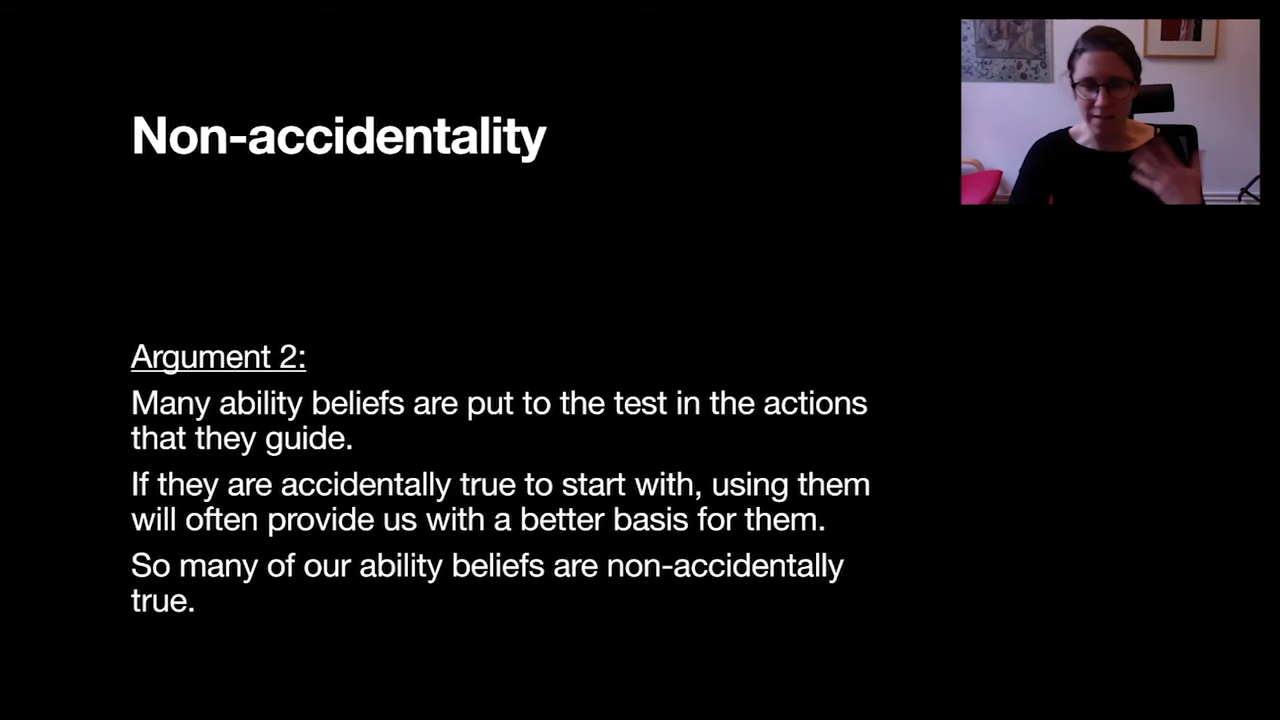 Non-accidentality
Argument 2:
Many ability beliefs are put to the test in the actions
that they guide.
If they are accidentally true to start with, using them
will often provide us with a better basis for them.
So many of our ability beliefs are non-accidentally
true.